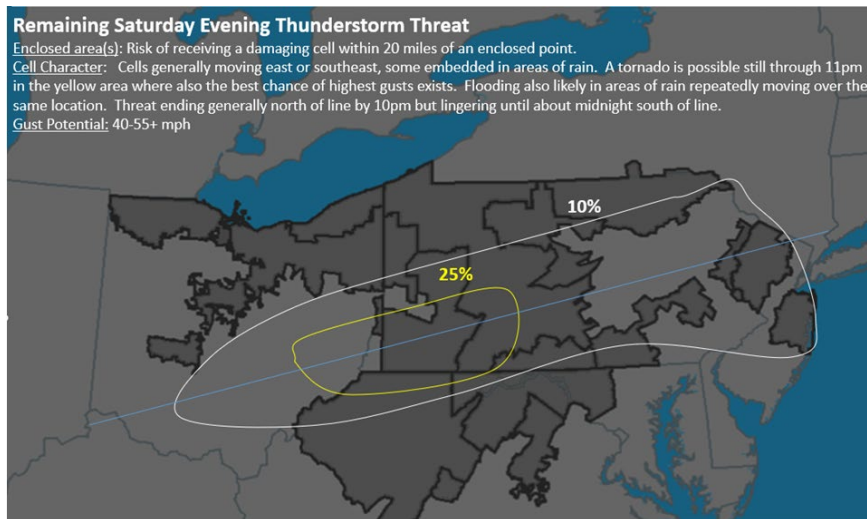 Remaining Saturday Evening Thunderstorm Threat
Enclosed area(s): Risk of receiving a damaging cell within 20 miles of an enclosed point.
Cell Character: Cells generally moving east or southeast, some embedded in areas of rain. A tornado is possible still through 11pm
in the yellow area where also the best chance of highest gusts exists. Flooding also likely in areas of rain repeatedly moving over the
same location. Threat ending generally north of line by 10pm but lingering until about midnight south of line.
Gust Potential: 40-55+ mph
10%
25%